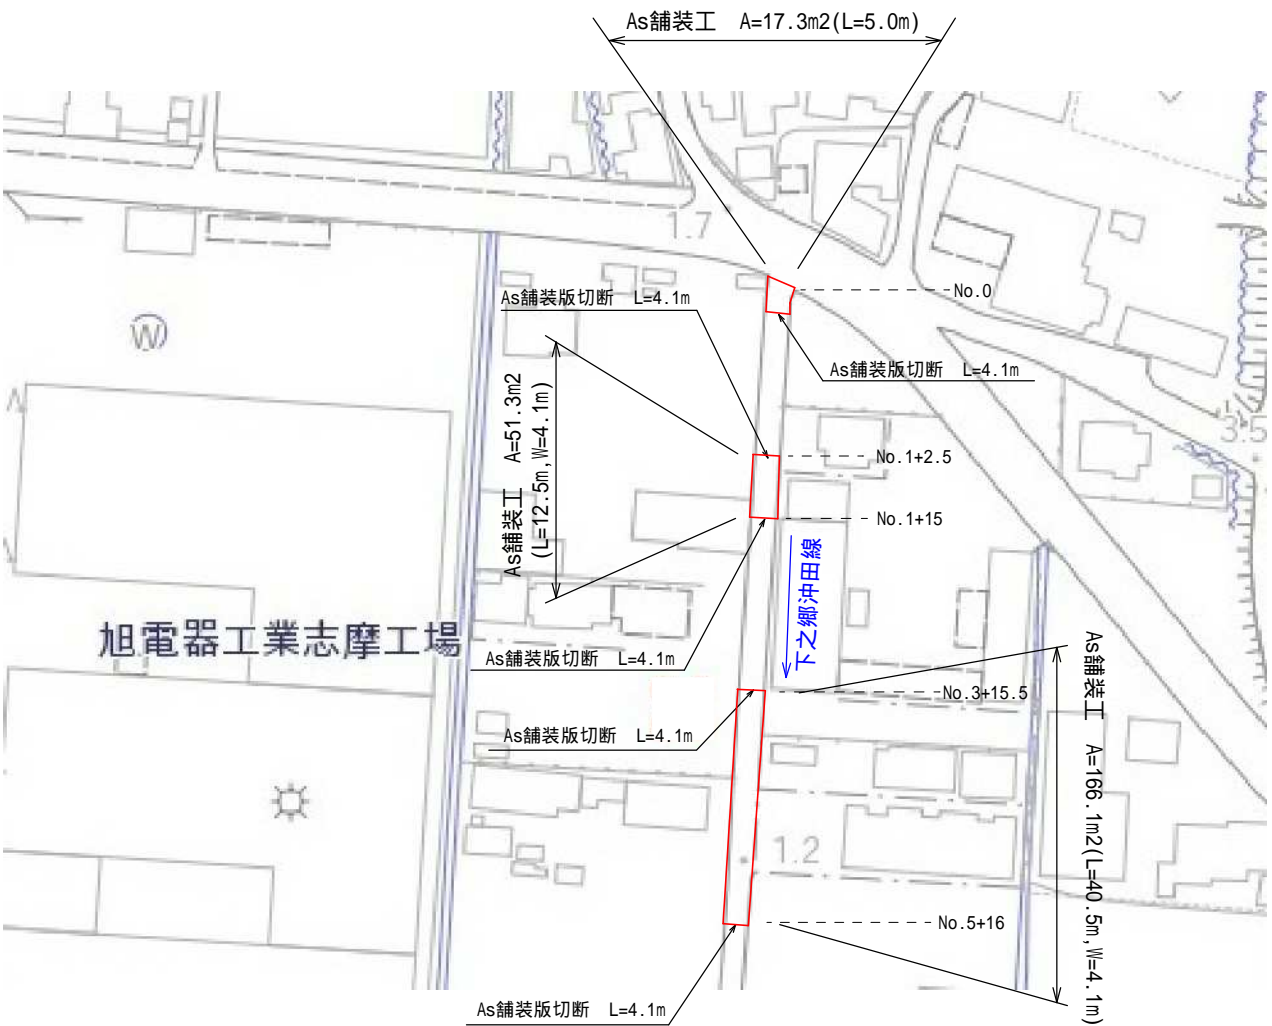 As舗装工　A=17.3m2(L=5.0m)
1.7
No.0
As舗装版切断　L=4.1m
As舗装版切断　L=4.1m
W
As舗装工　A=51.3m2
(L=12.5m,W=4.1m)
3.5
No.1+2.5
No.1+15
下之郷沖田線
旭電器工業志摩工場
As舗装版切断　L=4.1m
No.3+15.5
As舗装版切断　L=4.1m
As舗装工　A=166.1m2(L=40.5m,W=4.1m)
1.2
No.5+16
As舗装版切断　L=4.1m